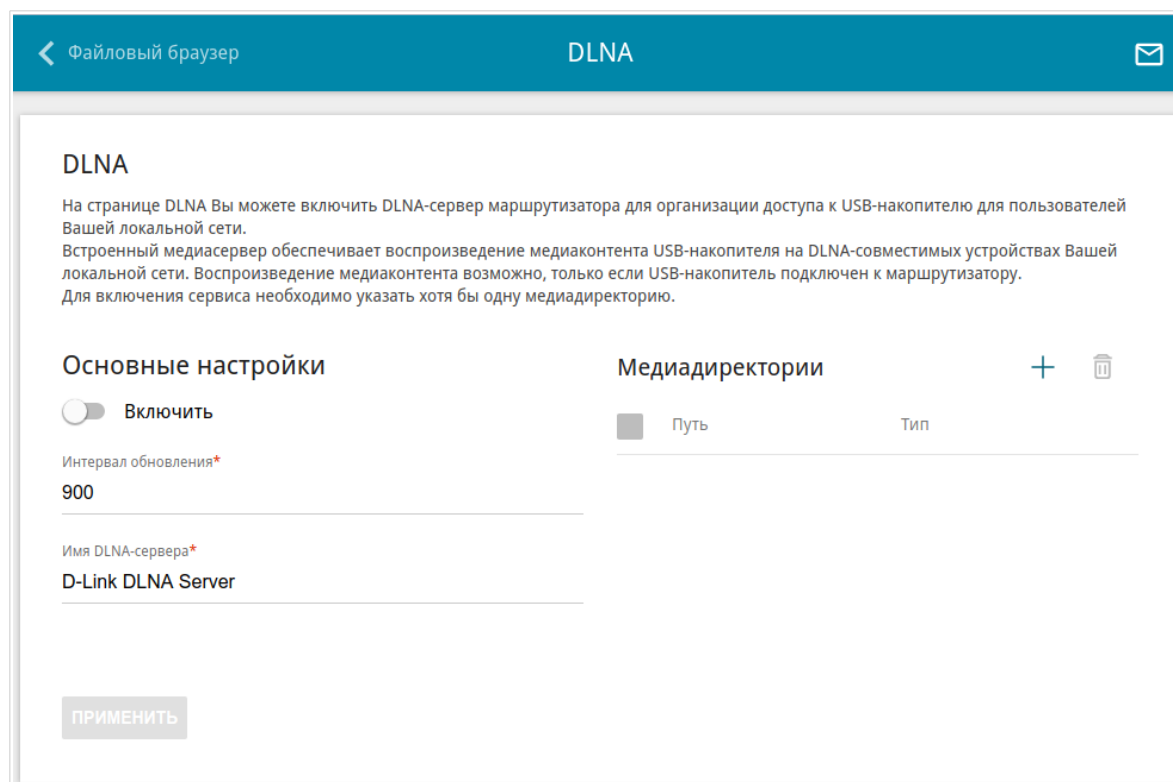 Файловый браузер
DLNA
DLNA
На странице DLNA Вы можете включить DLNA-сервер маршрутизатора для организации доступа к USB-накопителю для пользователей
Вашей локальной сети.
Встроенный медиасервер обеспечивает воспроизведение медиаконтента USB-накопителя на DLNA-совместимых устройствах Вашей
локальной сети. Воспроизведение медиаконтента возможно, только если USB-накопитель подключен к маршрутизатору.
Для включения сервиса необходимо указать хотя бы одну медиадиректорию.
Основные настройки
Включить
Интервал обновления*
900
Имя DLNA-сервера*
D-Link DLNA Server
ПРИМЕНИТЬ
Медиадиректории
Путь Тип